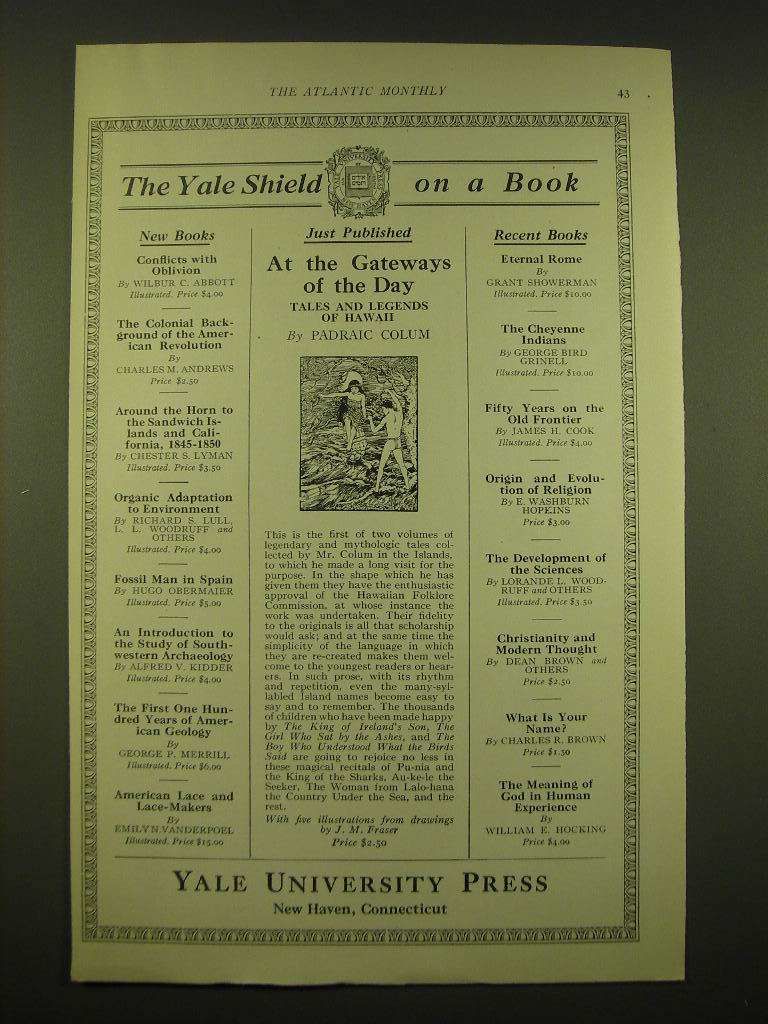 THE ATLANTIC MONTHLY
43
The Yale Shield on a Book
New Books
Conflicts with
Oblivion
By WILBUR C. ABBOTT
Illustrated. Price $4.00
The Colonial Back-
ground of the Amer-
ican Revolution
By
CHARLES M. ANDREWS
Price $2.50
Around the Horn to
the Sandwich Is-
lands and Cali-
fornia, 1845-1850
By CHESTER S. LYMAN
Illustrated. Price $3.50
Organic Adaptation
to Environment
By RICHARD S. LULL,
L. L. WOODRUFF and
OTHERS
Illustrated. Price $4.00
Fossil Man in Spain
By HUGO OBERMAIER
Illustrated. Price $5.00
An Introduction to
the Study of South-
western Archaeology
By ALFRED V. KIDDER
Illustrated. Price $4.00
The First One Hun-
dred Years of Amer-
ican Geology
By
GEORGE P. MERRILL
Illustrated. Price $6.00
American Lace and
Lace-Makers
By
EMILYN VANDERPOEL
Illustrated. Price $15.00
Just Published
At the Gateways
of the Day
TALES AND LEGENDS
OF HAWAII
By PADRAIC COLUM
This is the first of two volumes of
legendary and mythologic tales col-
lected by Mr. Colum in the Islands,
to which he made a long visit for the
purpose. In the shape which he has
given them they have the enthusiastic
approval of the Hawaiian Folklore
Commission, at whose instance the
work was undertaken. Their fidelity
to the originals is all that scholarship
would ask; and at the same time the
simplicity of the language in which
they are re-created makes them wel-
come to the youngest readers or hear-
ers. In such prose, with its rhythm
and repetition, even the many-syl-
labled Island names become easy to
say and to remember. The thousands
of children who have been made happy
by The King of Ireland's Son, The
Girl Who Sat by the Ashes, and The
Boy Who Understood What the Birds
Said are going to rejoice no less in
these magical recitals of Pu-nia and
the King of the Sharks, Au-ke-le the
Seeker, The Woman from Lalo-hana
the Country Under the Sea, and the
rest.
With five illustrations from drawings
by J. M. Fraser
Price $2.50
Recent Books
Eternal Rome
By
GRANT SHOWERMAN
Illustrated. Price $10.00
The Cheyenne
Indians
By GEORGE BIRD
GRINELL
Illustrated. Price $10.00
Fifty Years on the
Old Frontier
By JAMES H. COOK
Illustrated. Price $4.00
Origin and Evolu-
tion of Religion
By E. WASHBURN
HOPKINS
Price $3.00
The Development of
the Sciences
By LORANDE L. WOOD-
RUFF and OTHERS
Illustrated. Price $3.50
Christianity and
Modern Thought
By DEAN BROWN and
OTHERS
Price $2.50
What Is Your
Name?
By CHARLES R. BROWN
Price $1.50
The Meaning of
God in Human
Experience
By
WILLIAM E. HOCKING
Price $4.00
YALE UNIVERSITY PRESS
New Haven, Connecticut